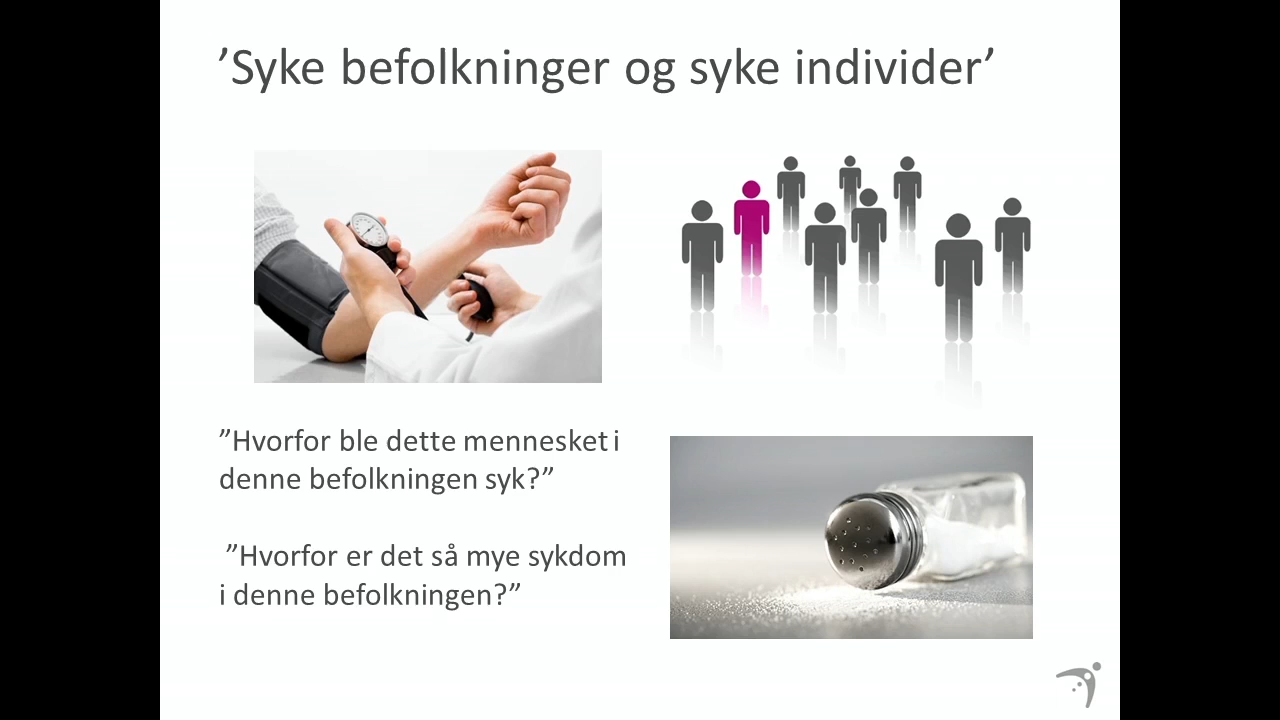 ’Syke befolkninger og syke individer’
”Hvorfor ble dette mennesket i
denne befolkningen syk?”
”Hvorfor er det så mye sykdom
i denne befolkningen?”